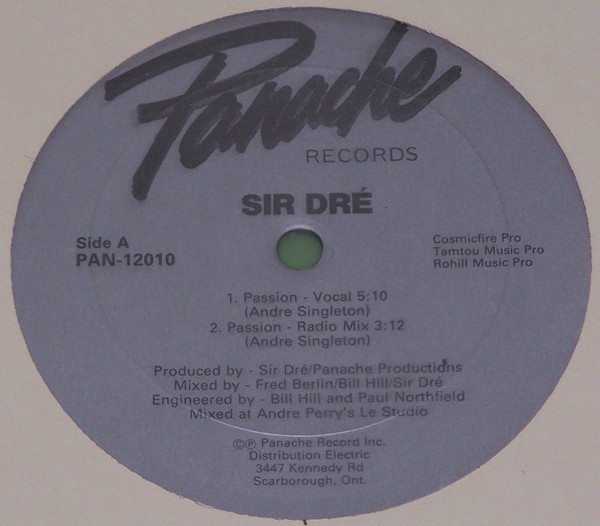 Panache
RECORDS
SIR DRÉ
Side A
PAN-12010
Cosmicfire Pro
Tamtou Music Pro
Rohill Music Pro
1. Passion - Vocal 5:10
(Andre Singleton)
2. Passion - Radio Mix 3:12
(Andre Singleton)
Produced by - Sir Dré/Panache Productions
Mixed by - Fred Berlin/Bill Hill/Sir Dré
Engineered by - Bill Hill and Paul Northfield
Mixed at Andre Perry's Le Studio
©℗ Panache Record Inc.
Distribution Electric
3447 Kennedy Rd
Scarborough, Ont.